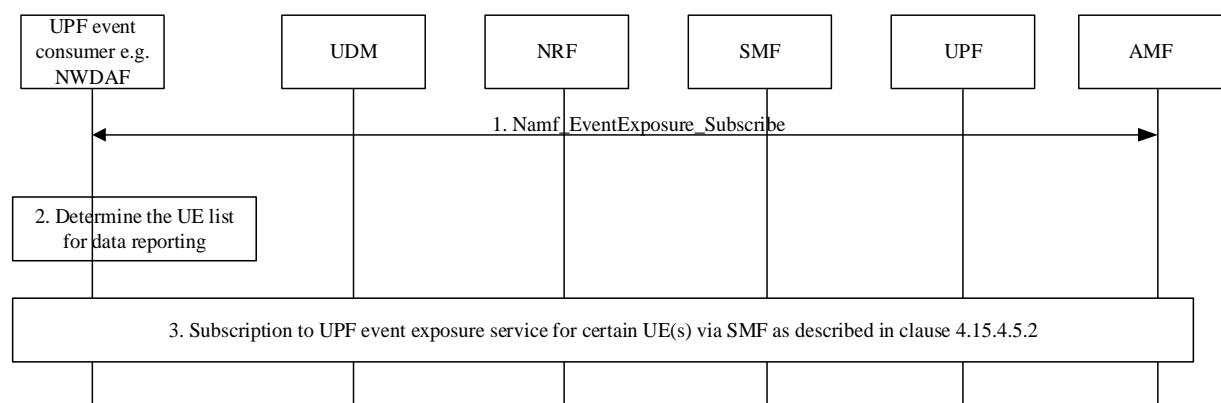 UPF event
consumer e.g.
NWDAF
UDM
NRF
SMF
UPF
AMF
1. Namf_EventExposure_Subscribe
2. Determine the UE list
for data reporting
3. Subscription to UPF event exposure service for certain UE(s) via SMF as described in clause 4.15.4.5.2